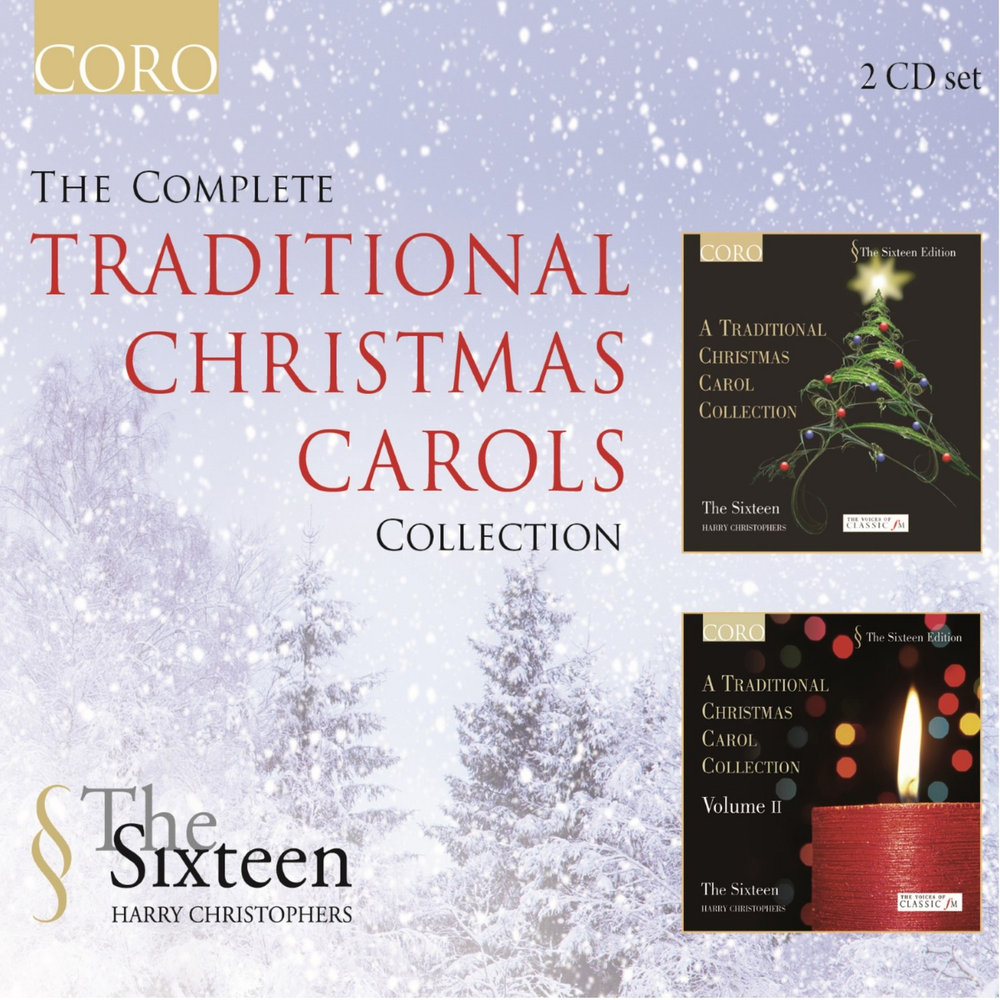 CORO
2 CD set
THE COMPLETE
TRADITIONAL
CHRISTMAS
CAROLS
COLLECTION
CORO
§ The Sixteen Edition
A TRADITIONAL
CHRISTMAS
CAROL
COLLECTION
The Sixteen
HARRY CHRISTOPHERS
THE VOICES OF
CLASSIC fM
CORO
§ The Sixteen Edition
A TRADITIONAL
CHRISTMAS
CAROL
COLLECTION
Volume II
The Sixteen
HARRY CHRISTOPHERS
THE VOICES OF
CLASSIC fM
§ The
Sixteen
HARRY CHRISTOPHERS